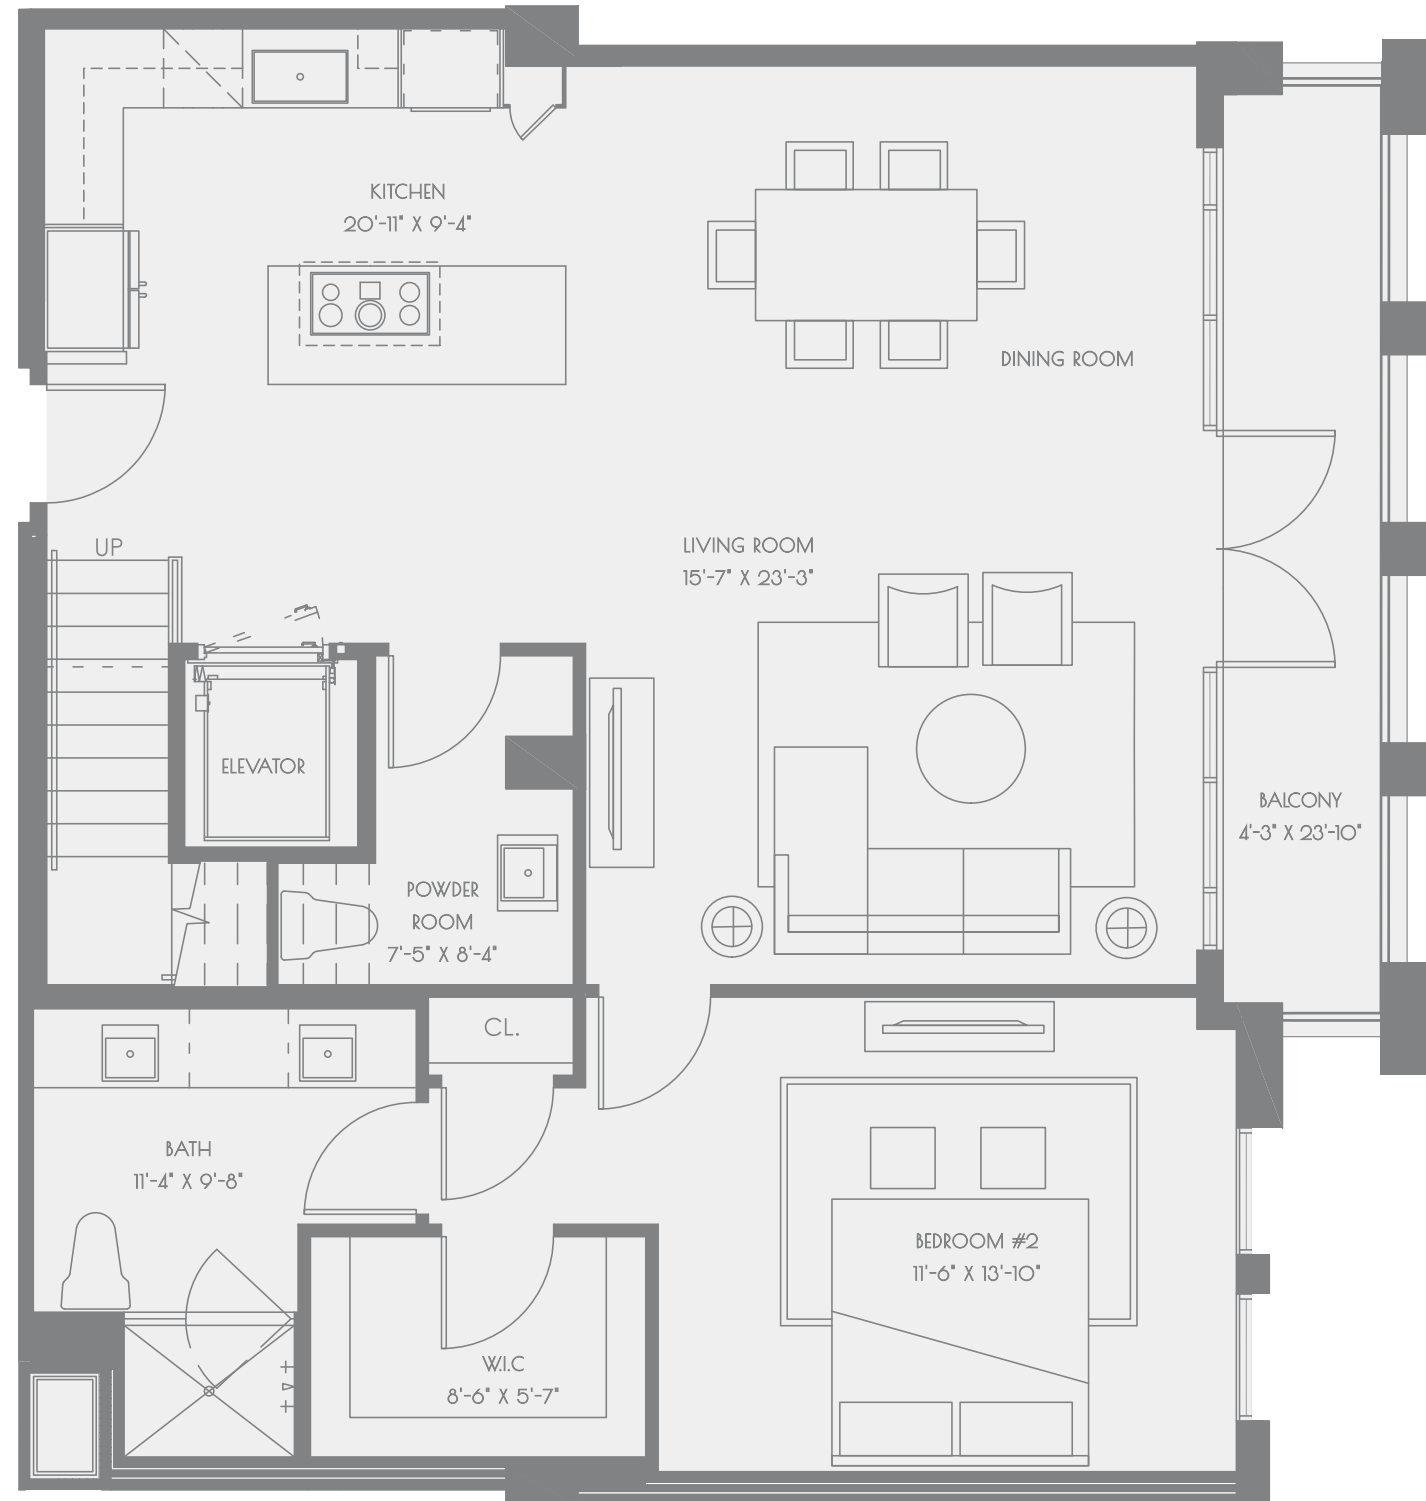 KITCHEN
20'-11" X 9'-4"
DINING ROOM
UP
LIVING ROOM
15'-7" X 23'-3"
ELEVATOR
BALCONY
4'-3" X 23'-10"
POWDER
ROOM
7'-5" X 8'-4"
CL.
BATH
11'-4" X 9'-8"
BEDROOM #2
11'-6" X 13'-10"
W.I.C
8'-6" X 5'-7"